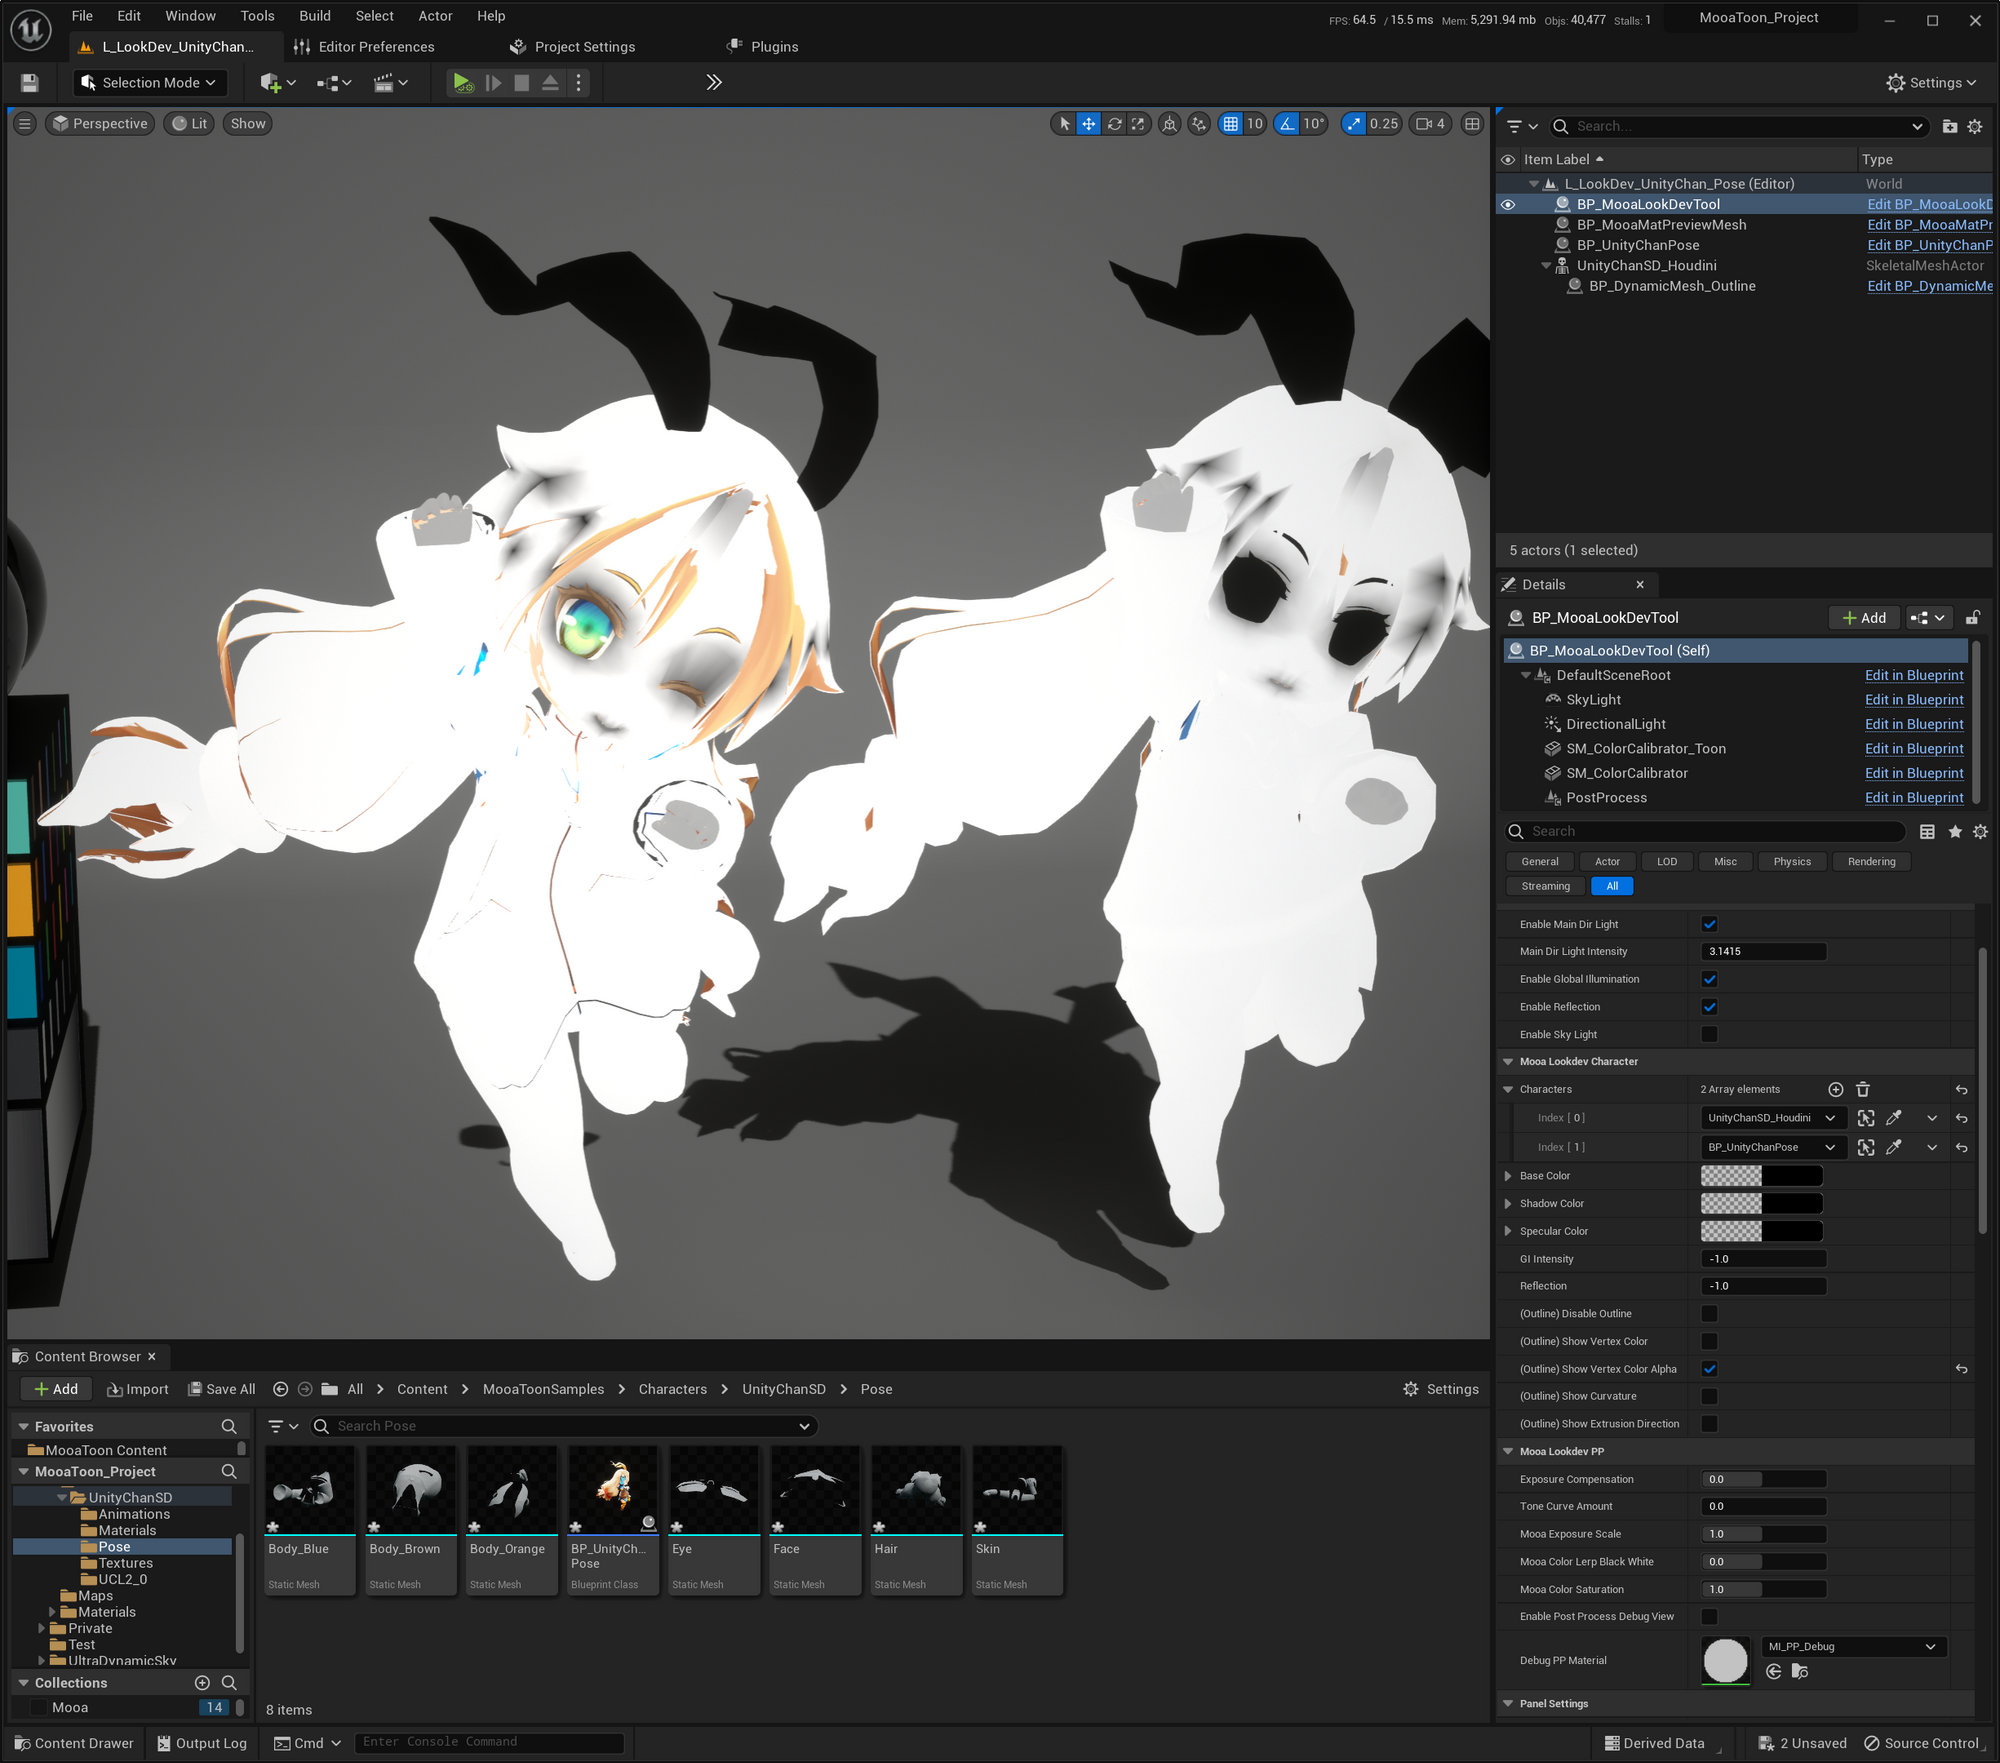 File Edit Window Tools Build Select Actor Help
FPS: 64.5 / 15.5 ms Mem: 5,291.94 mb Objs: 40,477 Stalls: 1
MooaToon_Project
L_LookDev_UnityChan...
Editor Preferences
Project Settings
Plugins
Selection Mode
Settings
Perspective
Lit
Show
10
10°
0.25
4
Search...
Item Label
Type
L_LookDev_UnityChan_Pose (Editor)
World
BP_MooaLookDevTool
Edit BP_MooaLookD
BP_MooaMatPreviewMesh
Edit BP_MooaMatPr
BP_UnityChanPose
Edit BP_UnityChanP
UnityChanSD_Houdini
SkeletalMeshActor
BP_DynamicMesh_Outline
Edit BP_DynamicMe
5 actors (1 selected)
Details
BP_MooaLookDevTool
Add
BP_MooaLookDevTool (Self)
DefaultSceneRoot
Edit in Blueprint
SkyLight
Edit in Blueprint
DirectionalLight
Edit in Blueprint
SM_ColorCalibrator_Toon
Edit in Blueprint
SM_ColorCalibrator
Edit in Blueprint
PostProcess
Edit in Blueprint
Search
General
Actor
LOD
Misc
Physics
Rendering
Streaming
All
Enable Main Dir Light
Main Dir Light Intensity
3.1415
Enable Global Illumination
Enable Reflection
Enable Sky Light
Mooa Lookdev Character
Characters
2 Array elements
Index [ 0 ]
UnityChanSD_Houdini
Index [ 1 ]
BP_UnityChanPose
Base Color
Shadow Color
Specular Color
GI Intensity
-1.0
Reflection
-1.0
(Outline) Disable Outline
(Outline) Show Vertex Color
(Outline) Show Vertex Color Alpha
(Outline) Show Curvature
(Outline) Show Extrusion Direction
Mooa Lookdev PP
Exposure Compensation
0.0
Tone Curve Amount
0.0
Mooa Exposure Scale
1.0
Mooa Color Lerp Black White
0.0
Mooa Color Saturation
1.0
Enable Post Process Debug View
Debug PP Material
MI_PP_Debug
Panel Settings
Content Browser
Add
Import
Save All
All > Content > MooaToonSamples > Characters > UnityChanSD > Pose
Settings
Favorites
MooaToon Content
MooaToon_Project
UnityChanSD
Animations
Materials
Pose
Textures
UCL2_0
Maps
Materials
Private
Test
UltraDynamicSky
Collections
Mooa
14
Search Pose
Body_Blue
Static Mesh
Body_Brown
Static Mesh
Body_Orange
Static Mesh
BP_UnityCh...
Pose
Blueprint Class
Eye
Static Mesh
Face
Static Mesh
Hair
Static Mesh
Skin
Static Mesh
8 items
Content Drawer
Output Log
Cmd
Enter Console Command
Derived Data
2 Unsaved
Source Control